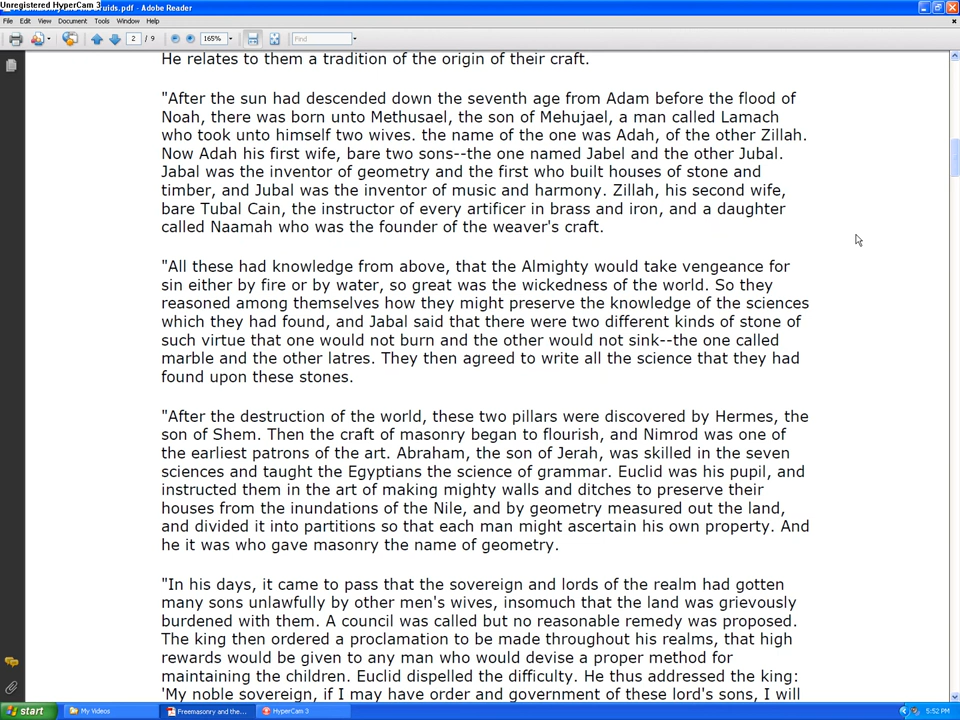 Unregistered HyperCam 3
uids.pdf - Adobe Reader
File Edit View Document Tools Window Help
2 / 9 165% Find
He relates to them a tradition of the origin of their craft.
"After the sun had descended down the seventh age from Adam before the flood of
Noah, there was born unto Methusael, the son of Mehujael, a man called Lamach
who took unto himself two wives. the name of the one was Adah, of the other Zillah.
Now Adah his first wife, bare two sons--the one named Jabel and the other Jubal.
Jabal was the inventor of geometry and the first who built houses of stone and
timber, and Jubal was the inventor of music and harmony. Zillah, his second wife,
bare Tubal Cain, the instructor of every artificer in brass and iron, and a daughter
called Naamah who was the founder of the weaver's craft.
"All these had knowledge from above, that the Almighty would take vengeance for
sin either by fire or by water, so great was the wickedness of the world. So they
reasoned among themselves how they might preserve the knowledge of the sciences
which they had found, and Jabal said that there were two different kinds of stone of
such virtue that one would not burn and the other would not sink--the one called
marble and the other latres. They then agreed to write all the science that they had
found upon these stones.
"After the destruction of the world, these two pillars were discovered by Hermes, the
son of Shem. Then the craft of masonry began to flourish, and Nimrod was one of
the earliest patrons of the art. Abraham, the son of Jerah, was skilled in the seven
sciences and taught the Egyptians the science of grammar. Euclid was his pupil, and
instructed them in the art of making mighty walls and ditches to preserve their
houses from the inundations of the Nile, and by geometry measured out the land,
and divided it into partitions so that each man might ascertain his own property. And
he it was who gave masonry the name of geometry.
"In his days, it came to pass that the sovereign and lords of the realm had gotten
many sons unlawfully by other men's wives, insomuch that the land was grievously
burdened with them. A council was called but no reasonable remedy was proposed.
The king then ordered a proclamation to be made throughout his realms, that high
rewards would be given to any man who would devise a proper method for
maintaining the children. Euclid dispelled the difficulty. He thus addressed the king:
'My noble sovereign, if I may have order and government of these lord's sons, I will
start My Videos Freemasonry and the... HyperCam 3 5:52 PM